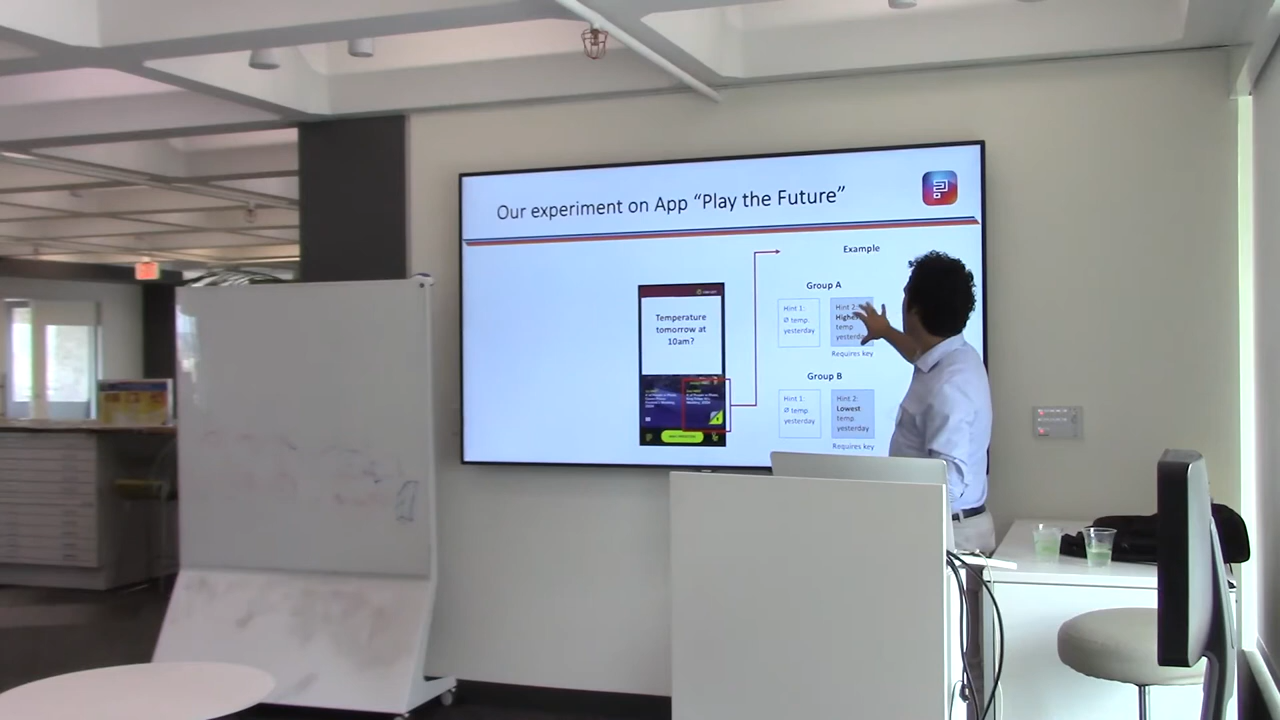 Our experiment on App “Play the Future”
Example
Temperature
tomorrow at
10am?
Group A
Hint 1:
Ø temp.
yesterday
Hint 2:
temp
Requires key
Group B
Hint 1:
Ø temp.
yesterday
Hint 2:
Lowest
temp.
yesterday
Requires key